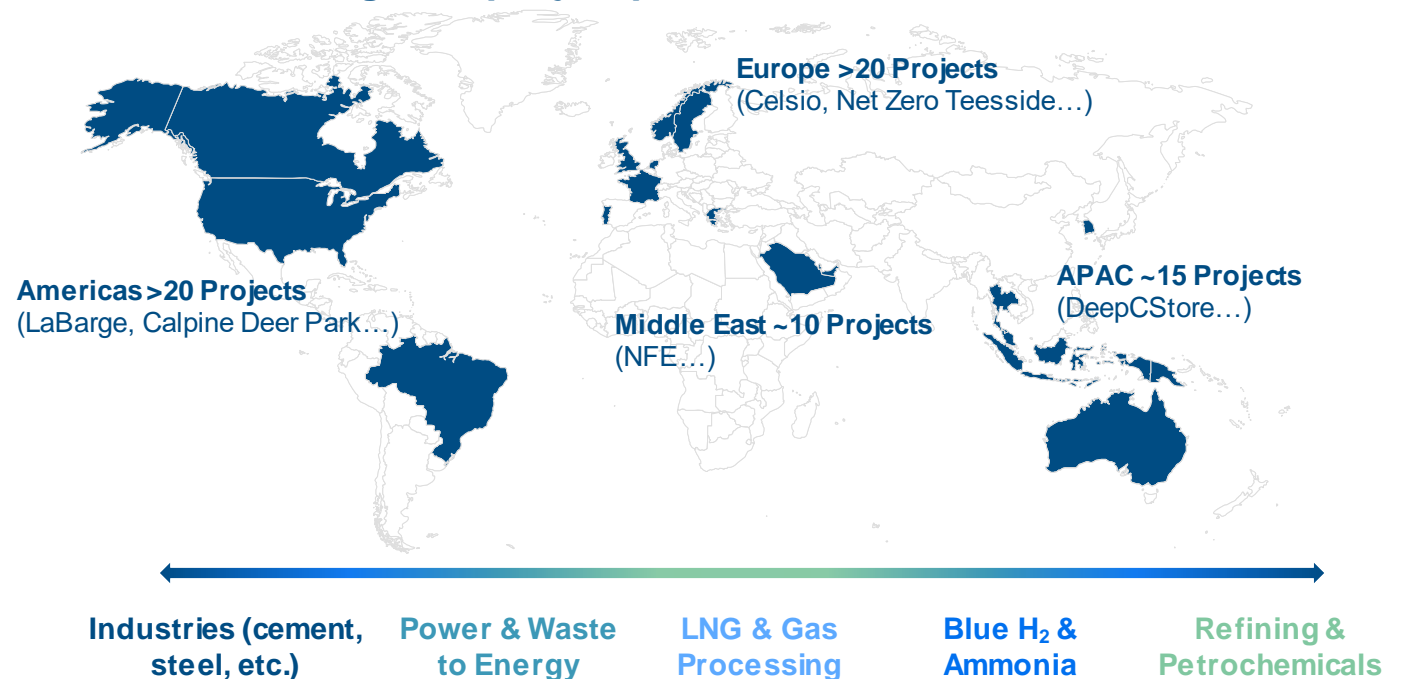 Europe >20 Projects
(Celsio, Net Zero Teesside…)
Americas >20 Projects
(LaBarge, Calpine Deer Park…)
Middle East ~10 Projects
(NFE…)
APAC ~15 Projects
(DeepCStore…)
Industries (cement,
steel, etc.)
Power & Waste
to Energy
LNG & Gas
Processing
Blue H₂ &
Ammonia
Refining &
Petrochemicals